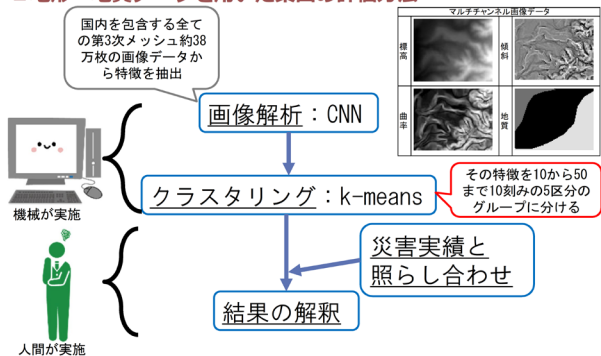 国内を包含する全て
の第3次メッシュ約38
万枚の画像データか
ら特徴を抽出
マルチチャンネル画像データ
標高
傾斜
曲率
地質
画像解析：CNN
クラスタリング：k-means
その特徴を10から50
まで10刻みの5区分の
グループに分ける
機械が実施
災害実績と
照らし合わせ
結果の解釈
人間が実施